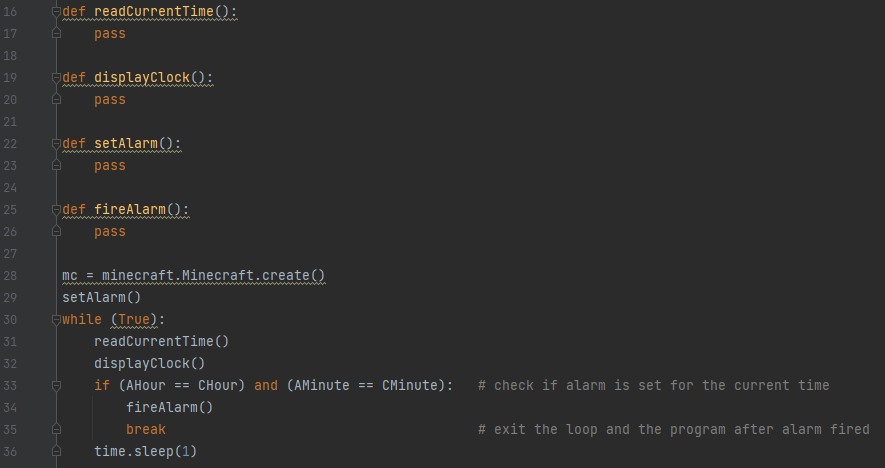 16 def readCurrentTime():
17     pass
18
19 def displayClock():
20     pass
21
22 def setAlarm():
23     pass
24
25 def fireAlarm():
26     pass
27
28 mc = minecraft.Minecraft.create()
29 setAlarm()
30 while (True):
31     readCurrentTime()
32     displayClock()
33     if (AHour == CHour) and (AMinute == CMinute):   # check if alarm is set for the current time
34         fireAlarm()
35         break                                       # exit the loop and the program after alarm fired
36     time.sleep(1)